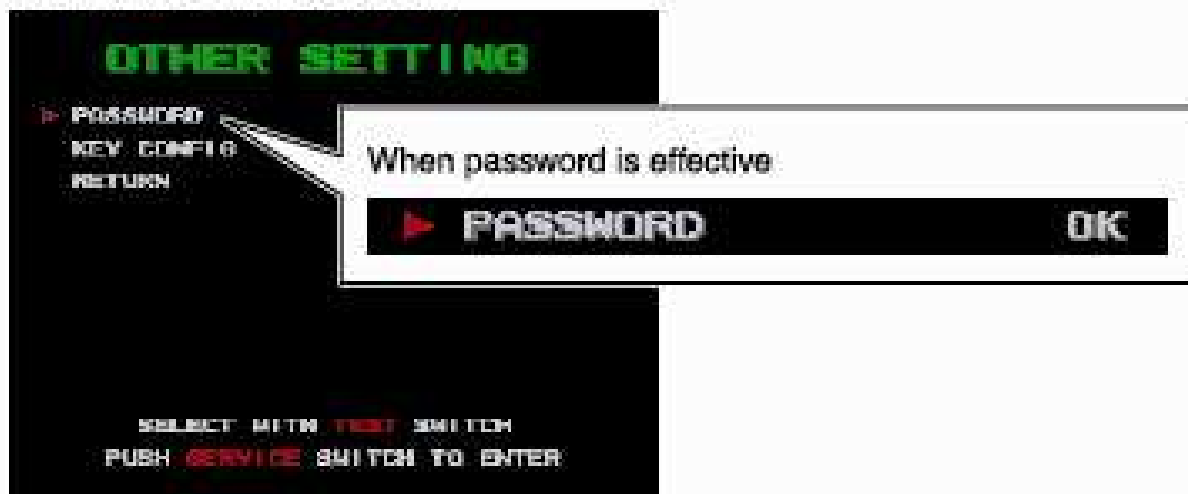 OTHER SETTING
PASSWORD
KEY CONFIG
RETURN
When password is effective
PASSWORD OK
SELECT WITH TEST SWITCH
PUSH SERVICE SWITCH TO ENTER